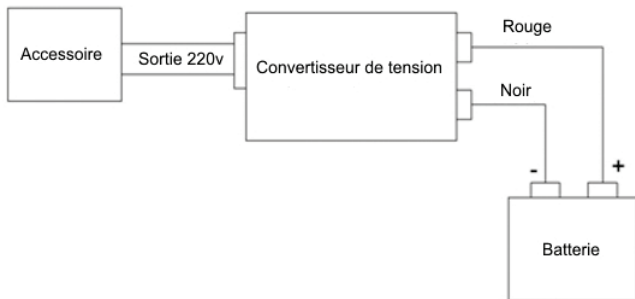 Accessoire
Sortie 220v
Convertisseur de tension
Rouge
Noir
- +
Batterie